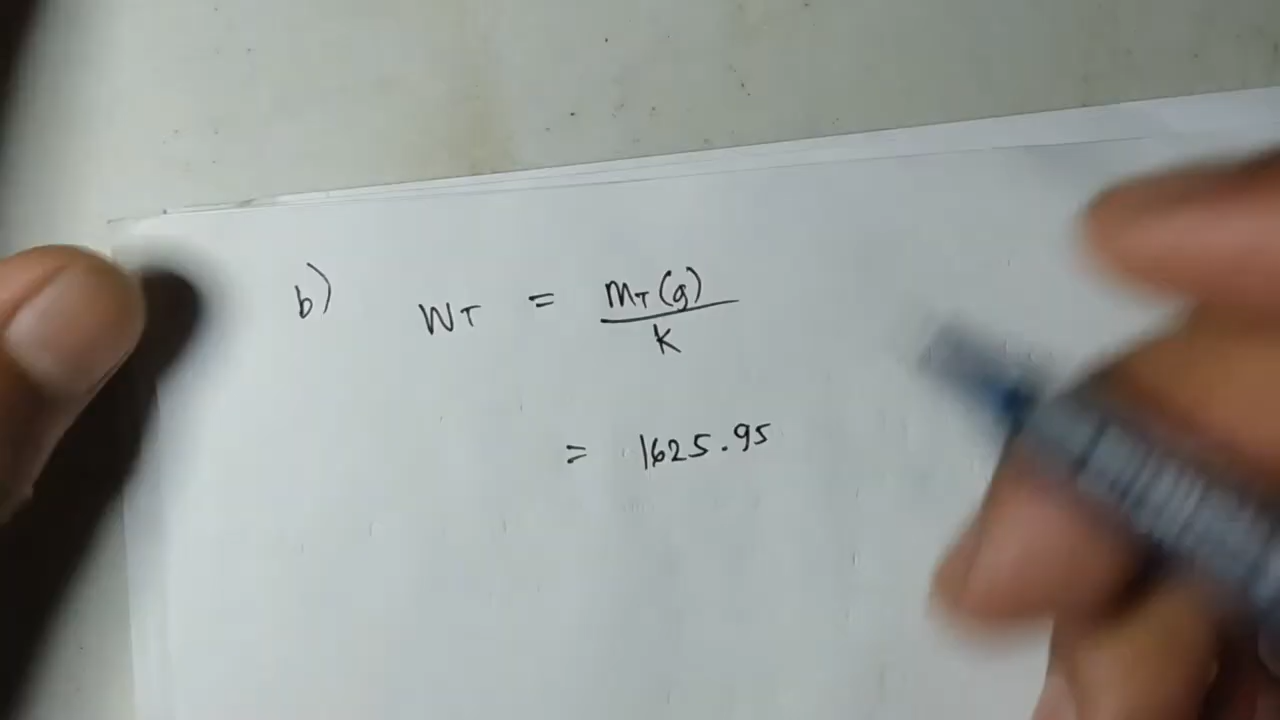 b) WT = mT(g)/K
= 1625.95